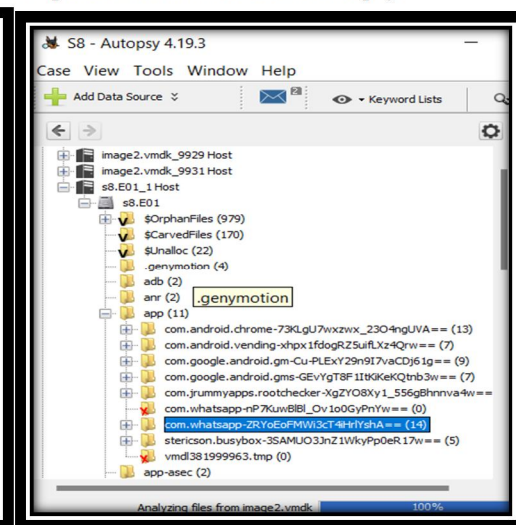 S8 - Autopsy 4.19.3
Case View Tools Window Help
Add Data Source
2
Keyword Lists
image2.vmdk_9929 Host
image2.vmdk_9931 Host
s8.E01_1 Host
s8.E01
$OrphanFiles (979)
$CarvedFiles (170)
$Unalloc (22)
.genymotion (4)
adb (2)
anr (2)
.genymotion
app (11)
com.android.chrome-73KLgU7wxzwx_23O4ngUVA== (13)
com.android.vending-xhpx1fdogRZ5uifLXz4Qrw== (7)
com.google.android.gm-Cu-PLExY29n9I7vaCDj61g== (9)
com.google.android.gms-GEvYgT8F1ItKiKeKQtnb3w== (7)
com.jrummyapps.rootchecker-XgZYO8Xy1_556gBhnnva4w==
com.whatsapp-nP7KuwBlBl_Ov1o0GyPnYw== (0)
com.whatsapp-ZRYoEoFMWi3cT4iHrlYshA== (14)
stericson.busybox-3SAMUO3JnZ1WkyPp0eR17w== (5)
vmdl381999963.tmp (0)
app-asec (2)
Analyzing files from image2.vmdk 100%